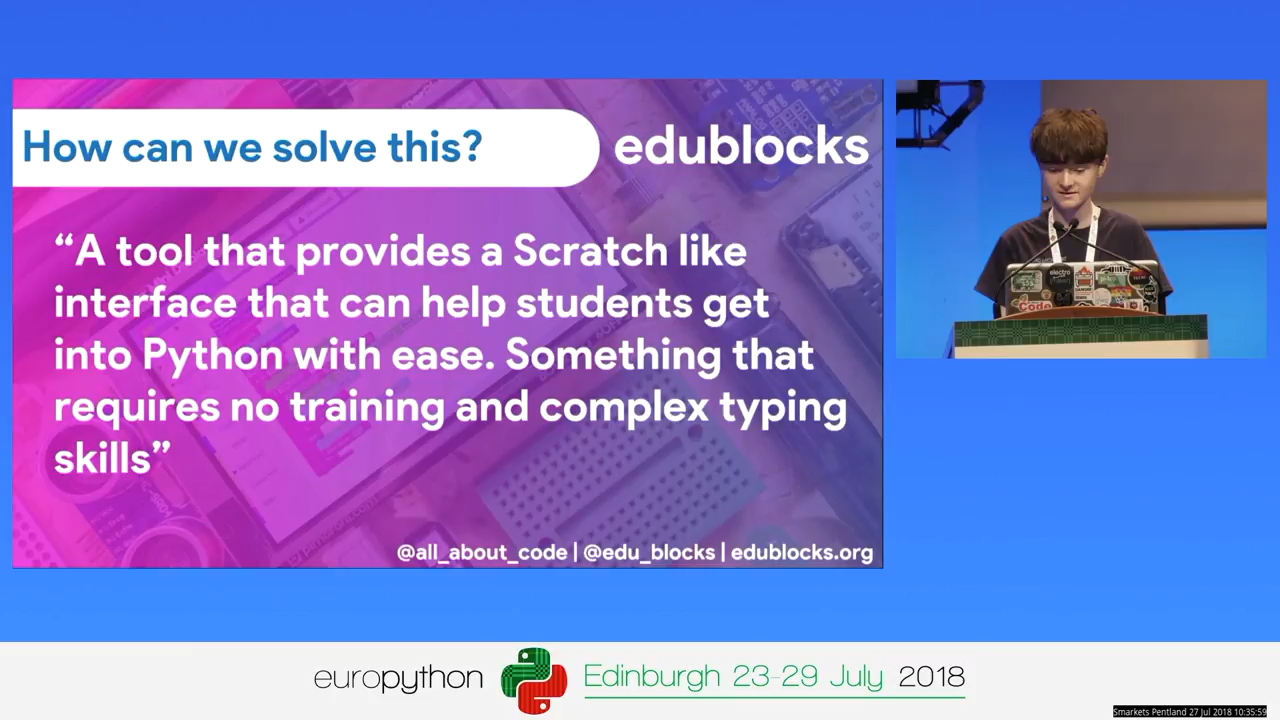 How can we solve this?
edublocks
“A tool that provides a Scratch like
interface that can help students get
into Python with ease. Something that
requires no training and complex typing
skills”
@all_about_code | @edu_blocks | edublocks.org
electro
Code
europython
Edinburgh 23-29 July 2018
Smarkets Pentland 27 Jul 2018 10:35:59